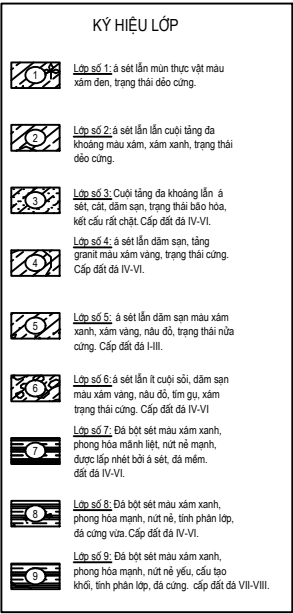 KÝ HIỆU LỚP
1
Lớp số 1: á sét lẫn mùn thực vật màu
xám đen, trạng thái dẻo cứng.
2
Lớp số 2: á sét lẫn lẫn cuội tảng đa
khoáng màu xám, xám xanh, trạng thái
dẻo cứng.
3
Lớp số 3: Cuội tảng đa khoáng lẫn á
sét, cát, dăm sạn, trạng thái bão hòa,
kết cấu rất chặt. Cấp đất đá IV-VI.
4
Lớp số 4: á sét lẫn dăm sạn, tảng
granit màu xám vàng, trạng thái cứng.
Cấp đất đá IV-VI.
5
Lớp số 5: á sét lẫn dăm sạn màu xám
xanh, xám vàng, nâu đỏ, trạng thái nửa
cứng. Cấp đất đá I-III.
6
Lớp số 6: á sét lẫn ít cuội sỏi, dăm sạn
màu xám vàng, nâu đỏ, tím gụ, xám
trạng thái cứng. Cấp đất đá IV-VI
7
Lớp số 7: Đá bột sét màu xám xanh,
phong hóa mãnh liệt, nứt nẻ mạnh,
được lấp nhét bởi á sét, đá mềm.
đất đá IV-VI.
8
Lớp số 8: Đá bột sét màu xám xanh,
phong hóa mạnh, nứt nẻ, tính phân lớp,
đá cứng vừa. Cấp đất đá IV-VI.
9
Lớp số 9: Đá bột sét màu xám xanh,
phong hóa mạnh, nứt nẻ yếu, cấu tạo
khối, tính phân lớp, đá cứng. cấp đất đá VII-VIII.